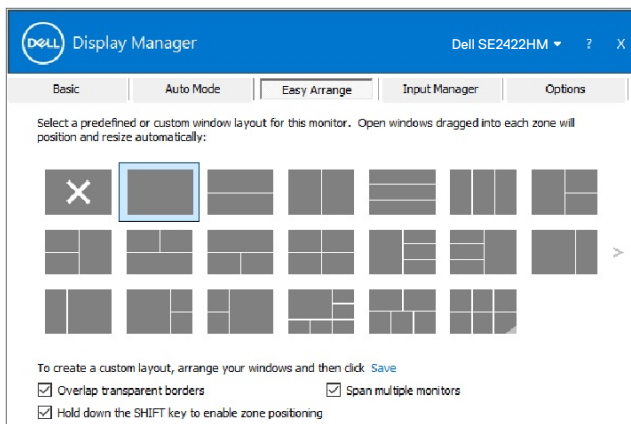 DELL Display Manager Dell SE2422HM ? X
Basic Auto Mode Easy Arrange Input Manager Options
Select a predefined or custom window layout for this monitor. Open windows dragged into each zone will
position and resize automatically:
>
To create a custom layout, arrange your windows and then click Save
Overlap transparent borders Span multiple monitors
Hold down the SHIFT key to enable zone positioning